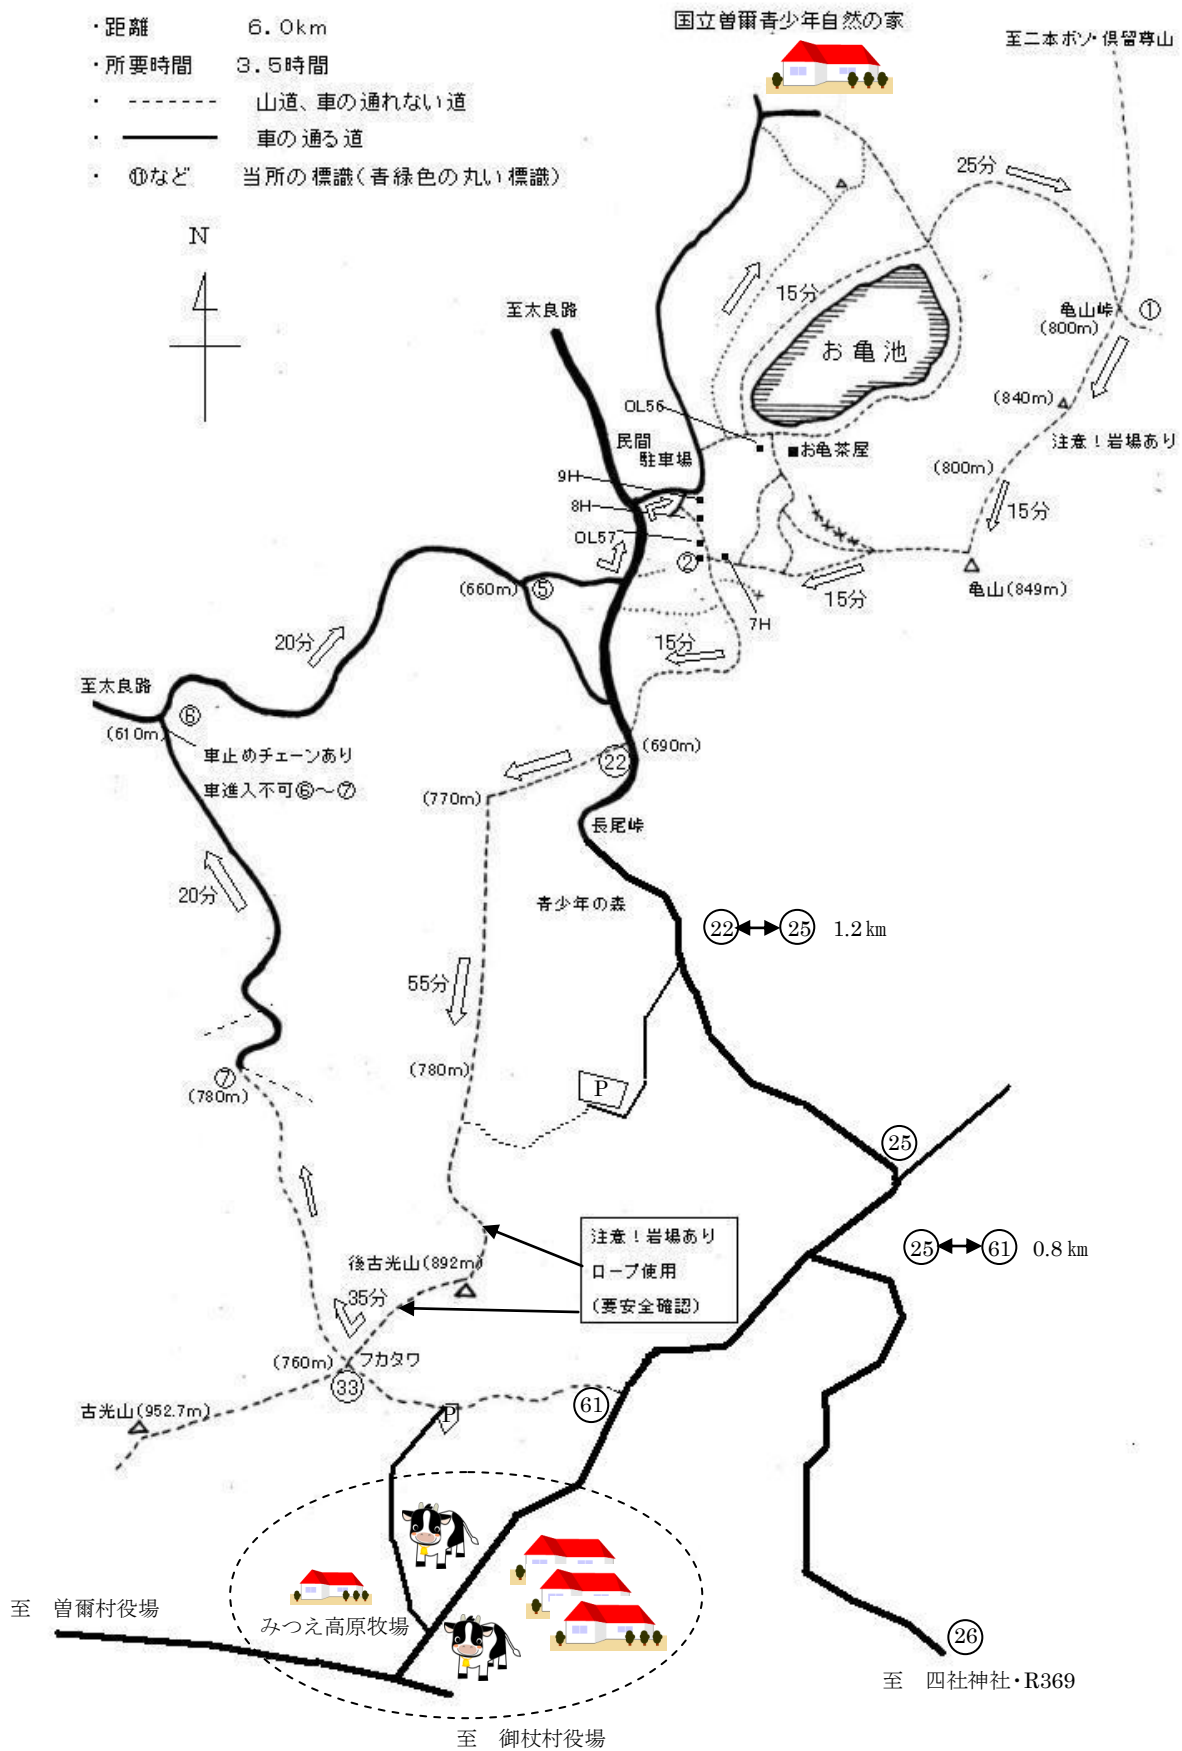 ・距離　6.0km
・所要時間　3.5時間
・ 山道、車の通れない道
・ 車の通る道
・ ⑪など　当所の標識(青緑色の丸い標識)
国立曽爾青少年自然の家
至二本ボソ・倶留尊山
N
25分
至太良路
15分
亀山峠
①
(800m)
お亀池
(840m)
OL56
注意！岩場あり
民間
駐車場
■お亀茶屋
(800m)
9H
8H
15分
OL57
②
(660m)
⑤
15分
亀山(849m)
7H
20分
15分
至太良路
⑥
(610m)
車止めチェーンあり
車進入不可⑥～⑦
(690m)
22
(770m)
長尾峠
20分
青少年の森
22 25 1.2㎞
55分
(780m)
⑦
(780m)
P
25
注意！岩場あり
ロープ使用
(要安全確認)
25 61 0.8㎞
後古光山(892m)
35分
(760m)
フカタワ
33
61
古光山(952.7m)
P
至　曽爾村役場
みつえ高原牧場
26
至　四社神社・R369
至　御杖村役場